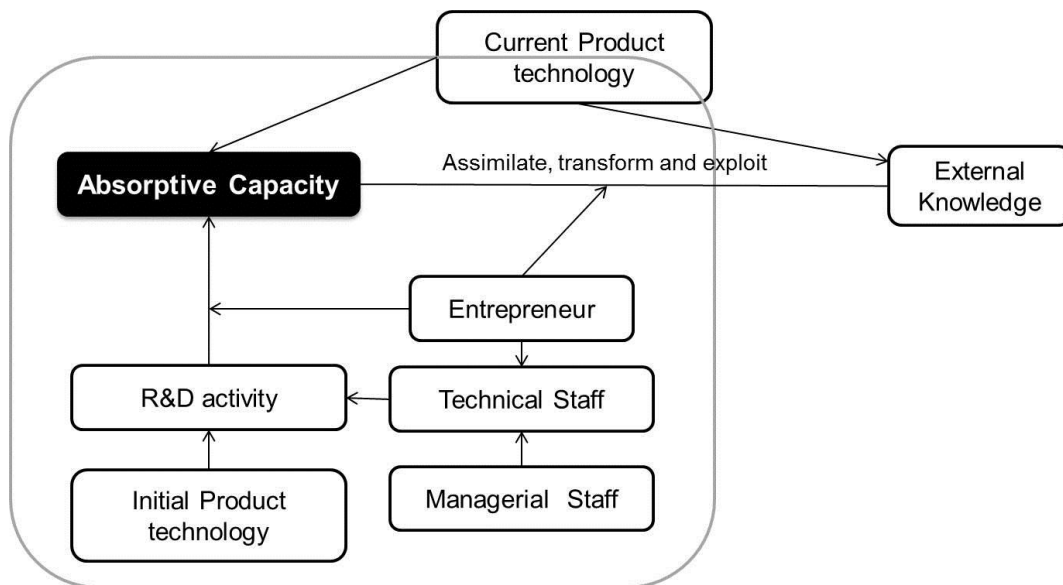 Current Product
technology
Assimilate, transform and exploit
Absorptive Capacity
External
Knowledge
Entrepreneur
R&D activity
Technical Staff
Initial Product
technology
Managerial Staff